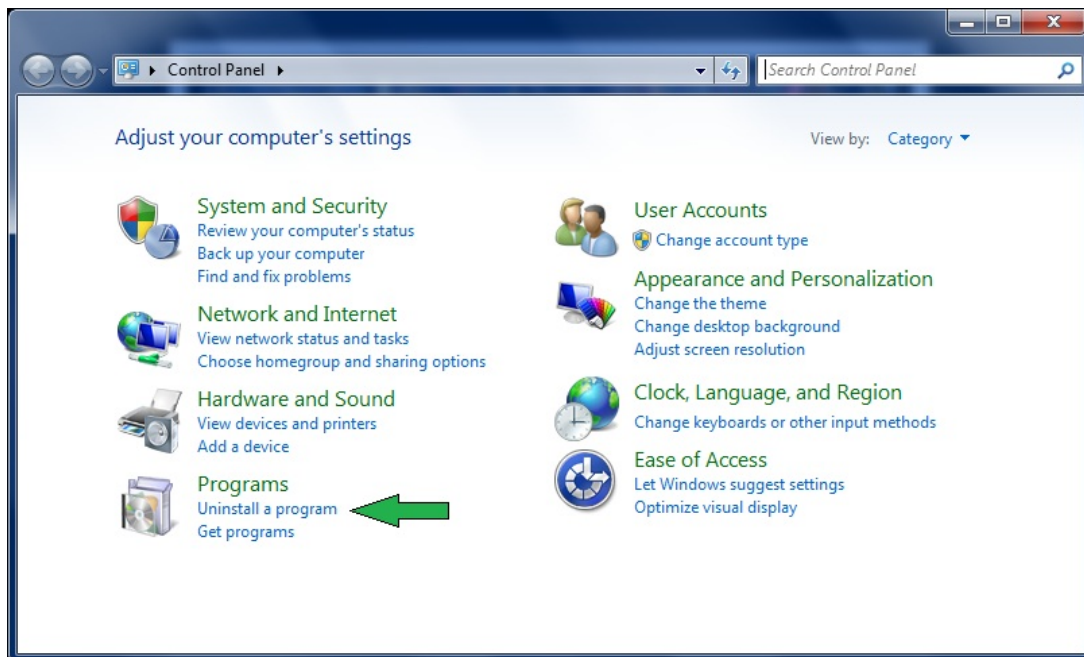 Control Panel
Search Control Panel
Adjust your computer's settings
View by: Category
System and Security
Review your computer's status
Back up your computer
Find and fix problems
Network and Internet
View network status and tasks
Choose homegroup and sharing options
Hardware and Sound
View devices and printers
Add a device
Programs
Uninstall a program
Get programs
User Accounts
Change account type
Appearance and Personalization
Change the theme
Change desktop background
Adjust screen resolution
Clock, Language, and Region
Change keyboards or other input methods
Ease of Access
Let Windows suggest settings
Optimize visual display